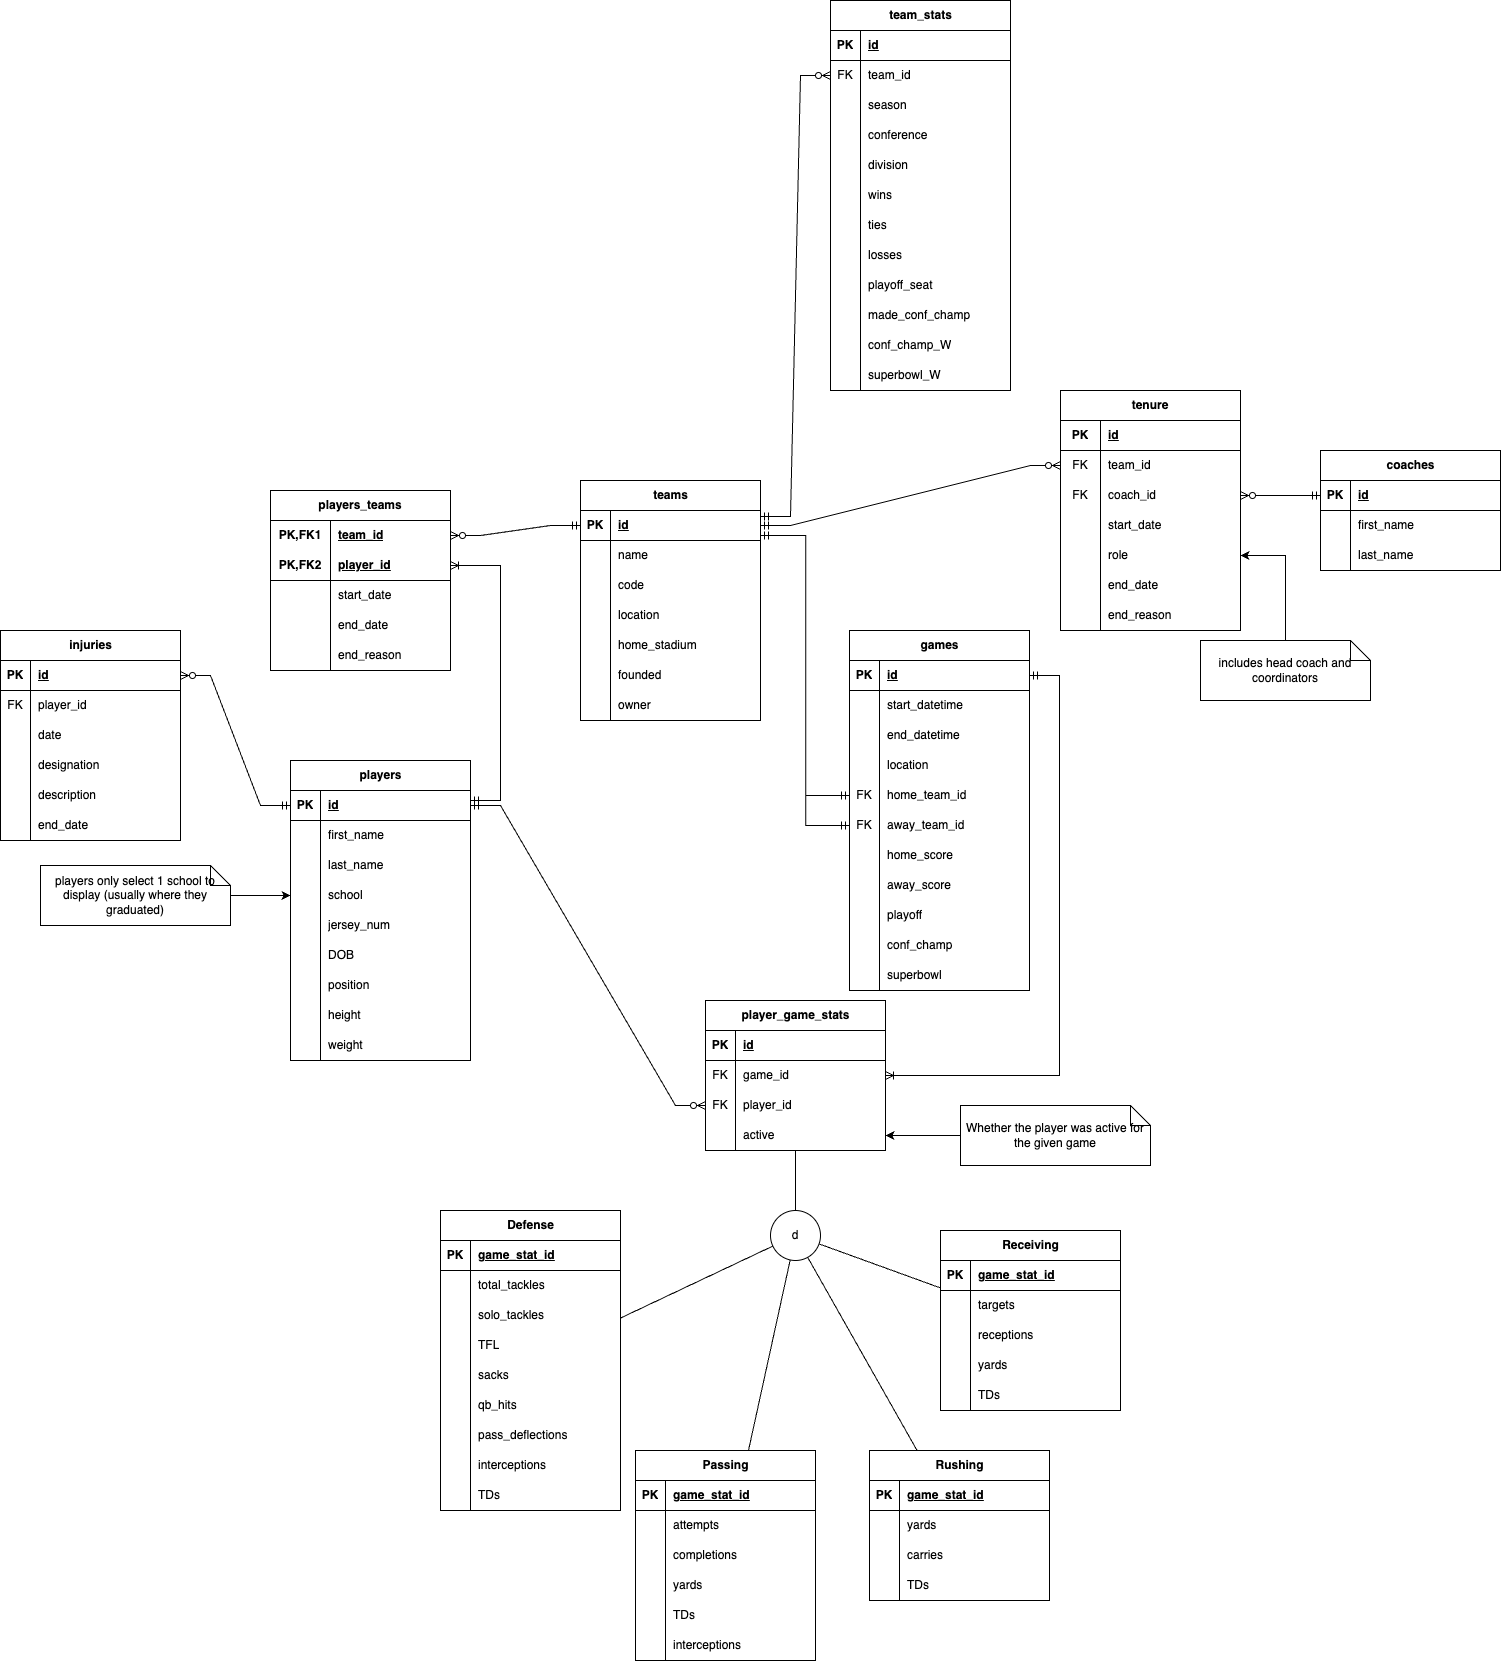 team_stats
PK id
FK team_id
season
conference
division
wins
ties
losses
playoff_seat
made_conf_champ
conf_champ_W
superbowl_W
tenure
PK id
FK team_id
FK coach_id
start_date
role
end_date
end_reason
includes head coach and
coordinators
coaches
PK id
first_name
last_name
teams
PK id
name
code
location
home_stadium
founded
owner
players_teams
PK,FK1 team_id
PK,FK2 player_id
start_date
end_date
end_reason
injuries
PK id
FK player_id
date
designation
description
end_date
players
PK id
first_name
last_name
school
jersey_num
DOB
position
height
weight
players only select 1 school to
display (usually where they
graduated)
games
PK id
start_datetime
end_datetime
location
FK home_team_id
FK away_team_id
home_score
away_score
playoff
conf_champ
superbowl
player_game_stats
PK id
FK game_id
FK player_id
active
Whether the player was active for
the given game
d
Defense
PK game_stat_id
total_tackles
solo_tackles
TFL
sacks
qb_hits
pass_deflections
interceptions
TDs
Receiving
PK game_stat_id
targets
receptions
yards
TDs
Passing
PK game_stat_id
attempts
completions
yards
TDs
interceptions
Rushing
PK game_stat_id
yards
carries
TDs